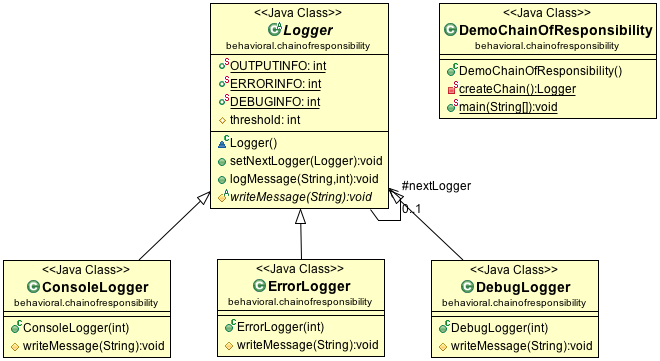 <<Java Class>>
Logger
behavioral.chainofresponsibility
OUTPUTINFO: int
ERRORINFO: int
DEBUGINFO: int
threshold: int
Logger()
setNextLogger(Logger):void
logMessage(String,int):void
writeMessage(String):void
<<Java Class>>
DemoChainOfResponsibility
behavioral.chainofresponsibility
DemoChainOfResponsibility()
createChain():Logger
main(String[]):void
#nextLogger
0..1
<<Java Class>>
ConsoleLogger
behavioral.chainofresponsibility
ConsoleLogger(int)
writeMessage(String):void
<<Java Class>>
ErrorLogger
behavioral.chainofresponsibility
ErrorLogger(int)
writeMessage(String):void
<<Java Class>>
DebugLogger
behavioral.chainofresponsibility
DebugLogger(int)
writeMessage(String):void